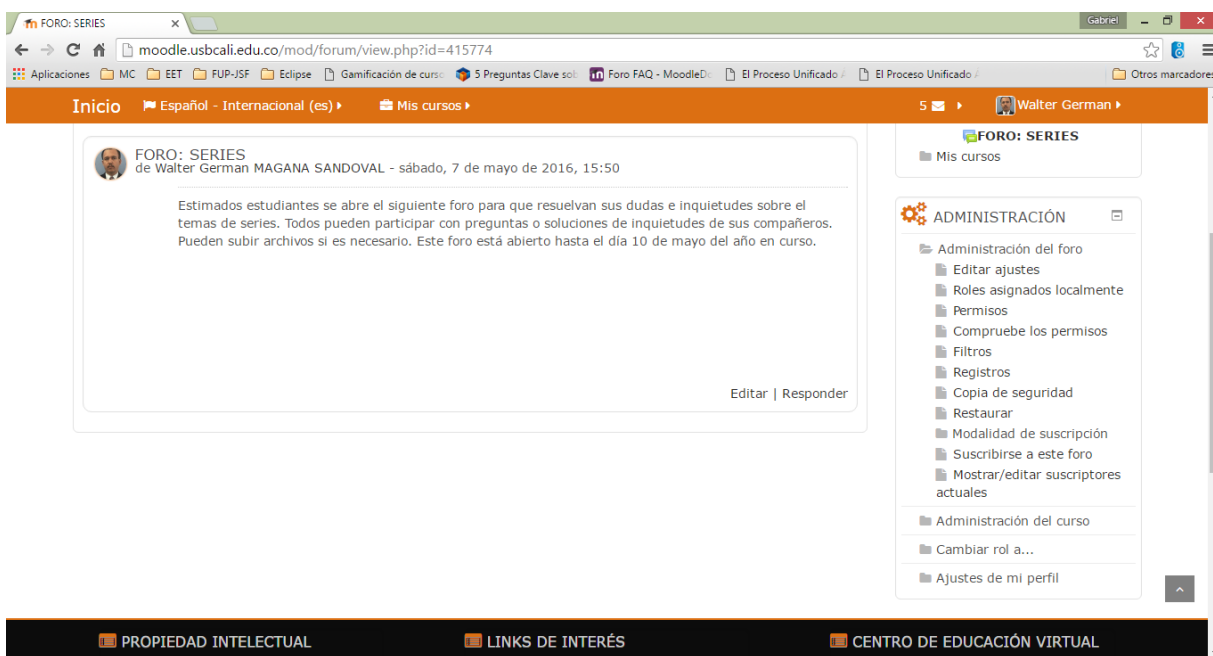 FORO: SERIES
Gabriel
moodle.usbcali.edu.co/mod/forum/view.php?id=415774
Aplicaciones MC EET FUP-JSF Eclipse Gamificación de curso 5 Preguntas Clave sob Foro FAQ - MoodleDo El Proceso Unificado El Proceso Unificado Otros marcadores
Inicio Español - Internacional (es) Mis cursos 5 Walter German
FORO: SERIES
de Walter German MAGANA SANDOVAL - sábado, 7 de mayo de 2016, 15:50
Estimados estudiantes se abre el siguiente foro para que resuelvan sus dudas e inquietudes sobre el
temas de series. Todos pueden participar con preguntas o soluciones de inquietudes de sus compañeros.
Pueden subir archivos si es necesario. Este foro está abierto hasta el día 10 de mayo del año en curso.
Editar | Responder
FORO: SERIES
Mis cursos
ADMINISTRACIÓN
Administración del foro
Editar ajustes
Roles asignados localmente
Permisos
Compruebe los permisos
Filtros
Registros
Copia de seguridad
Restaurar
Modalidad de suscripción
Suscribirse a este foro
Mostrar/editar suscriptores
actuales
Administración del curso
Cambiar rol a...
Ajustes de mi perfil
PROPIEDAD INTELECTUAL LINKS DE INTERÉS CENTRO DE EDUCACIÓN VIRTUAL